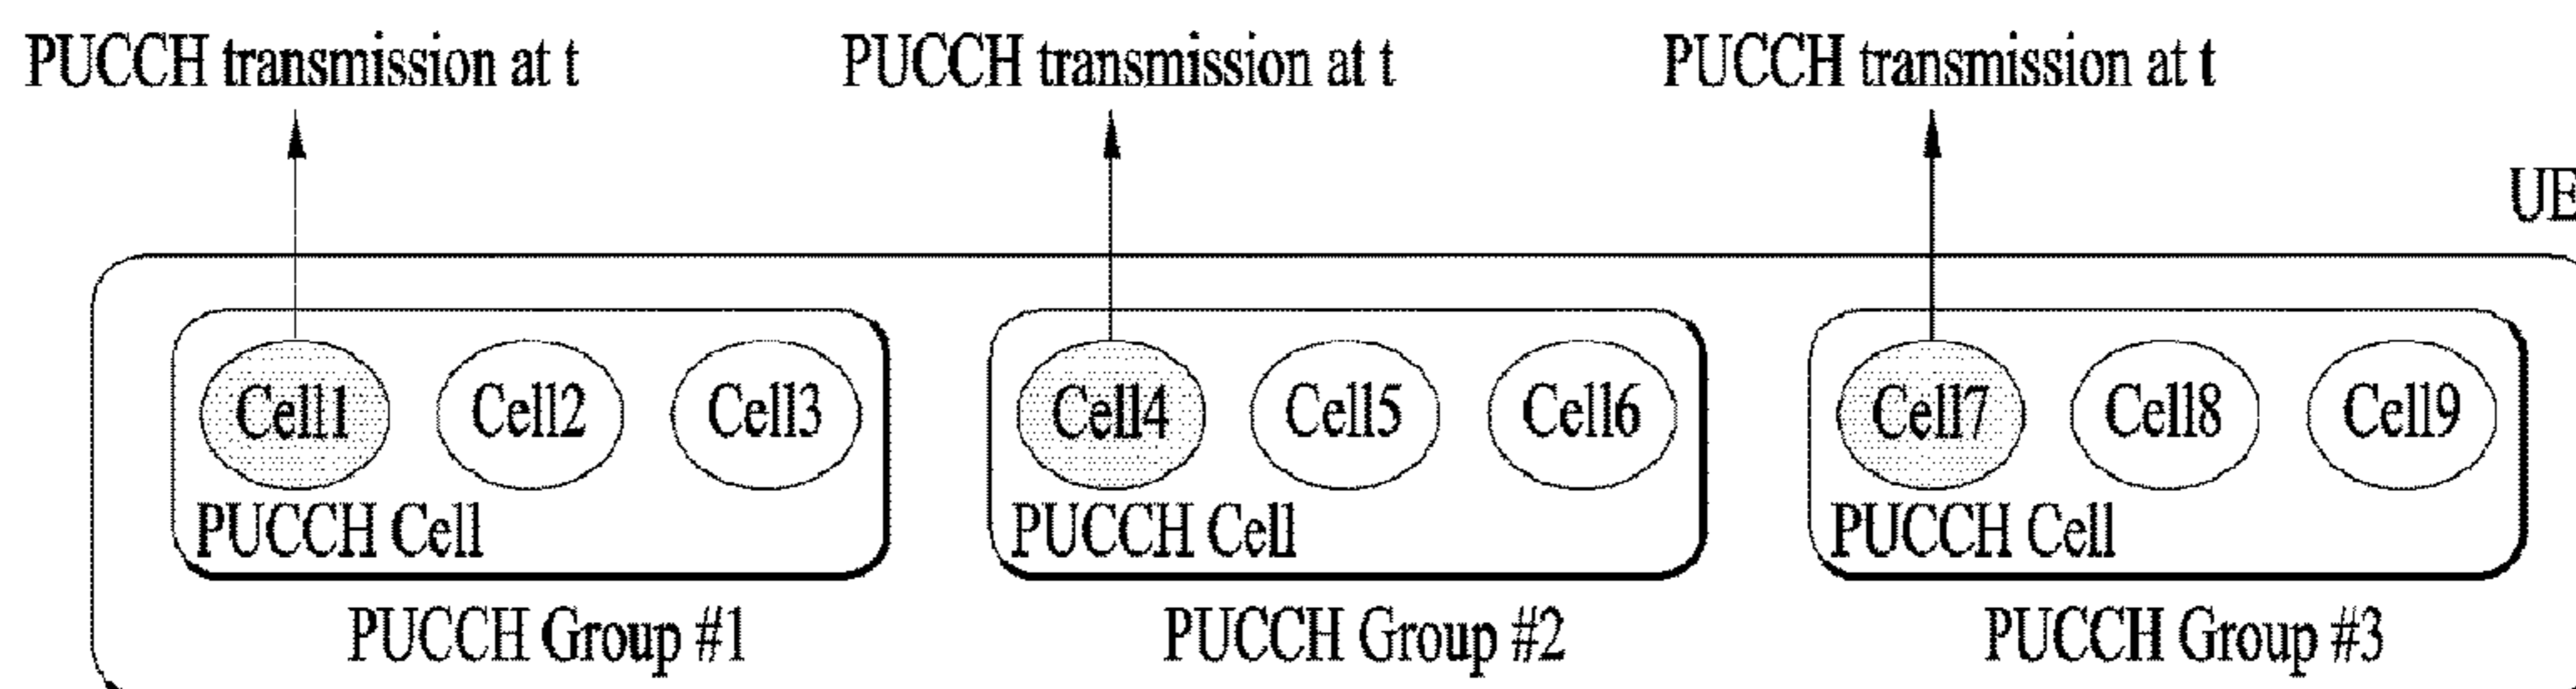 PUCCH transmission at t PUCCH transmission at t PUCCH transmission at t
UE
Cell1 Cell2 Cell3 Cell4 Cell5 Cell6 Cell7 Cell8 Cell9
PUCCH Cell PUCCH Cell PUCCH Cell
PUCCH Group #1 PUCCH Group #2 PUCCH Group #3